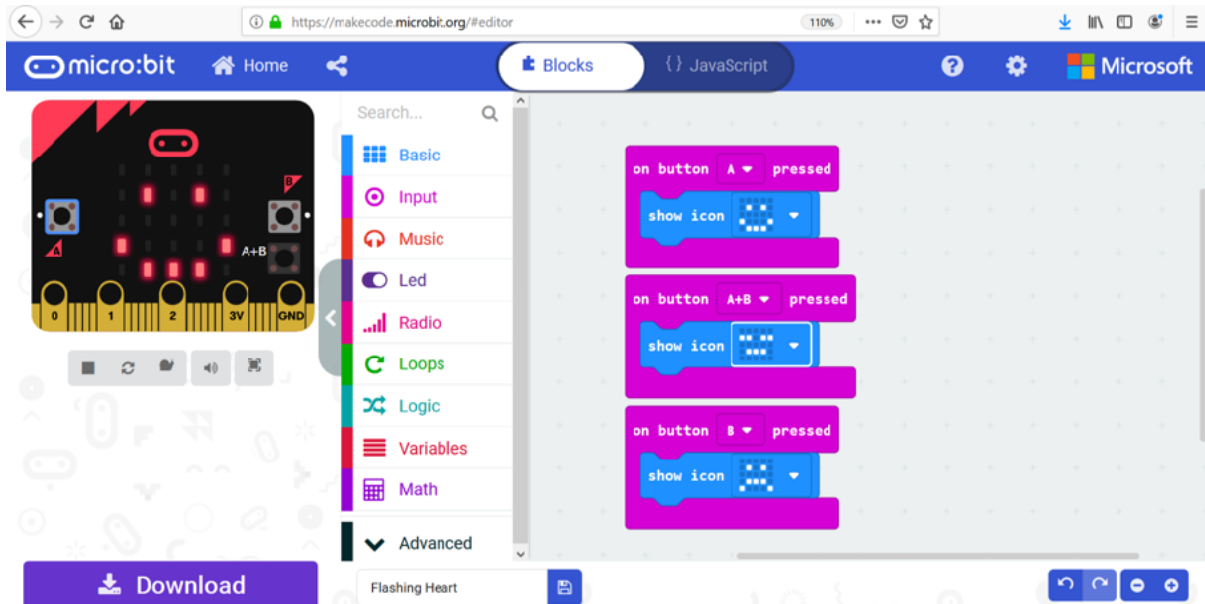 https://makecode.microbit.org/#editor
110%
micro:bit
Home
Blocks
{} JavaScript
?
Microsoft
Search...
Basic
Input
Music
Led
Radio
Loops
Logic
Variables
Math
Advanced
B
A
A+B
0 1 2 3V GND
on button A pressed
show icon
on button A+B pressed
show icon
on button B pressed
show icon
Download
Flashing Heart